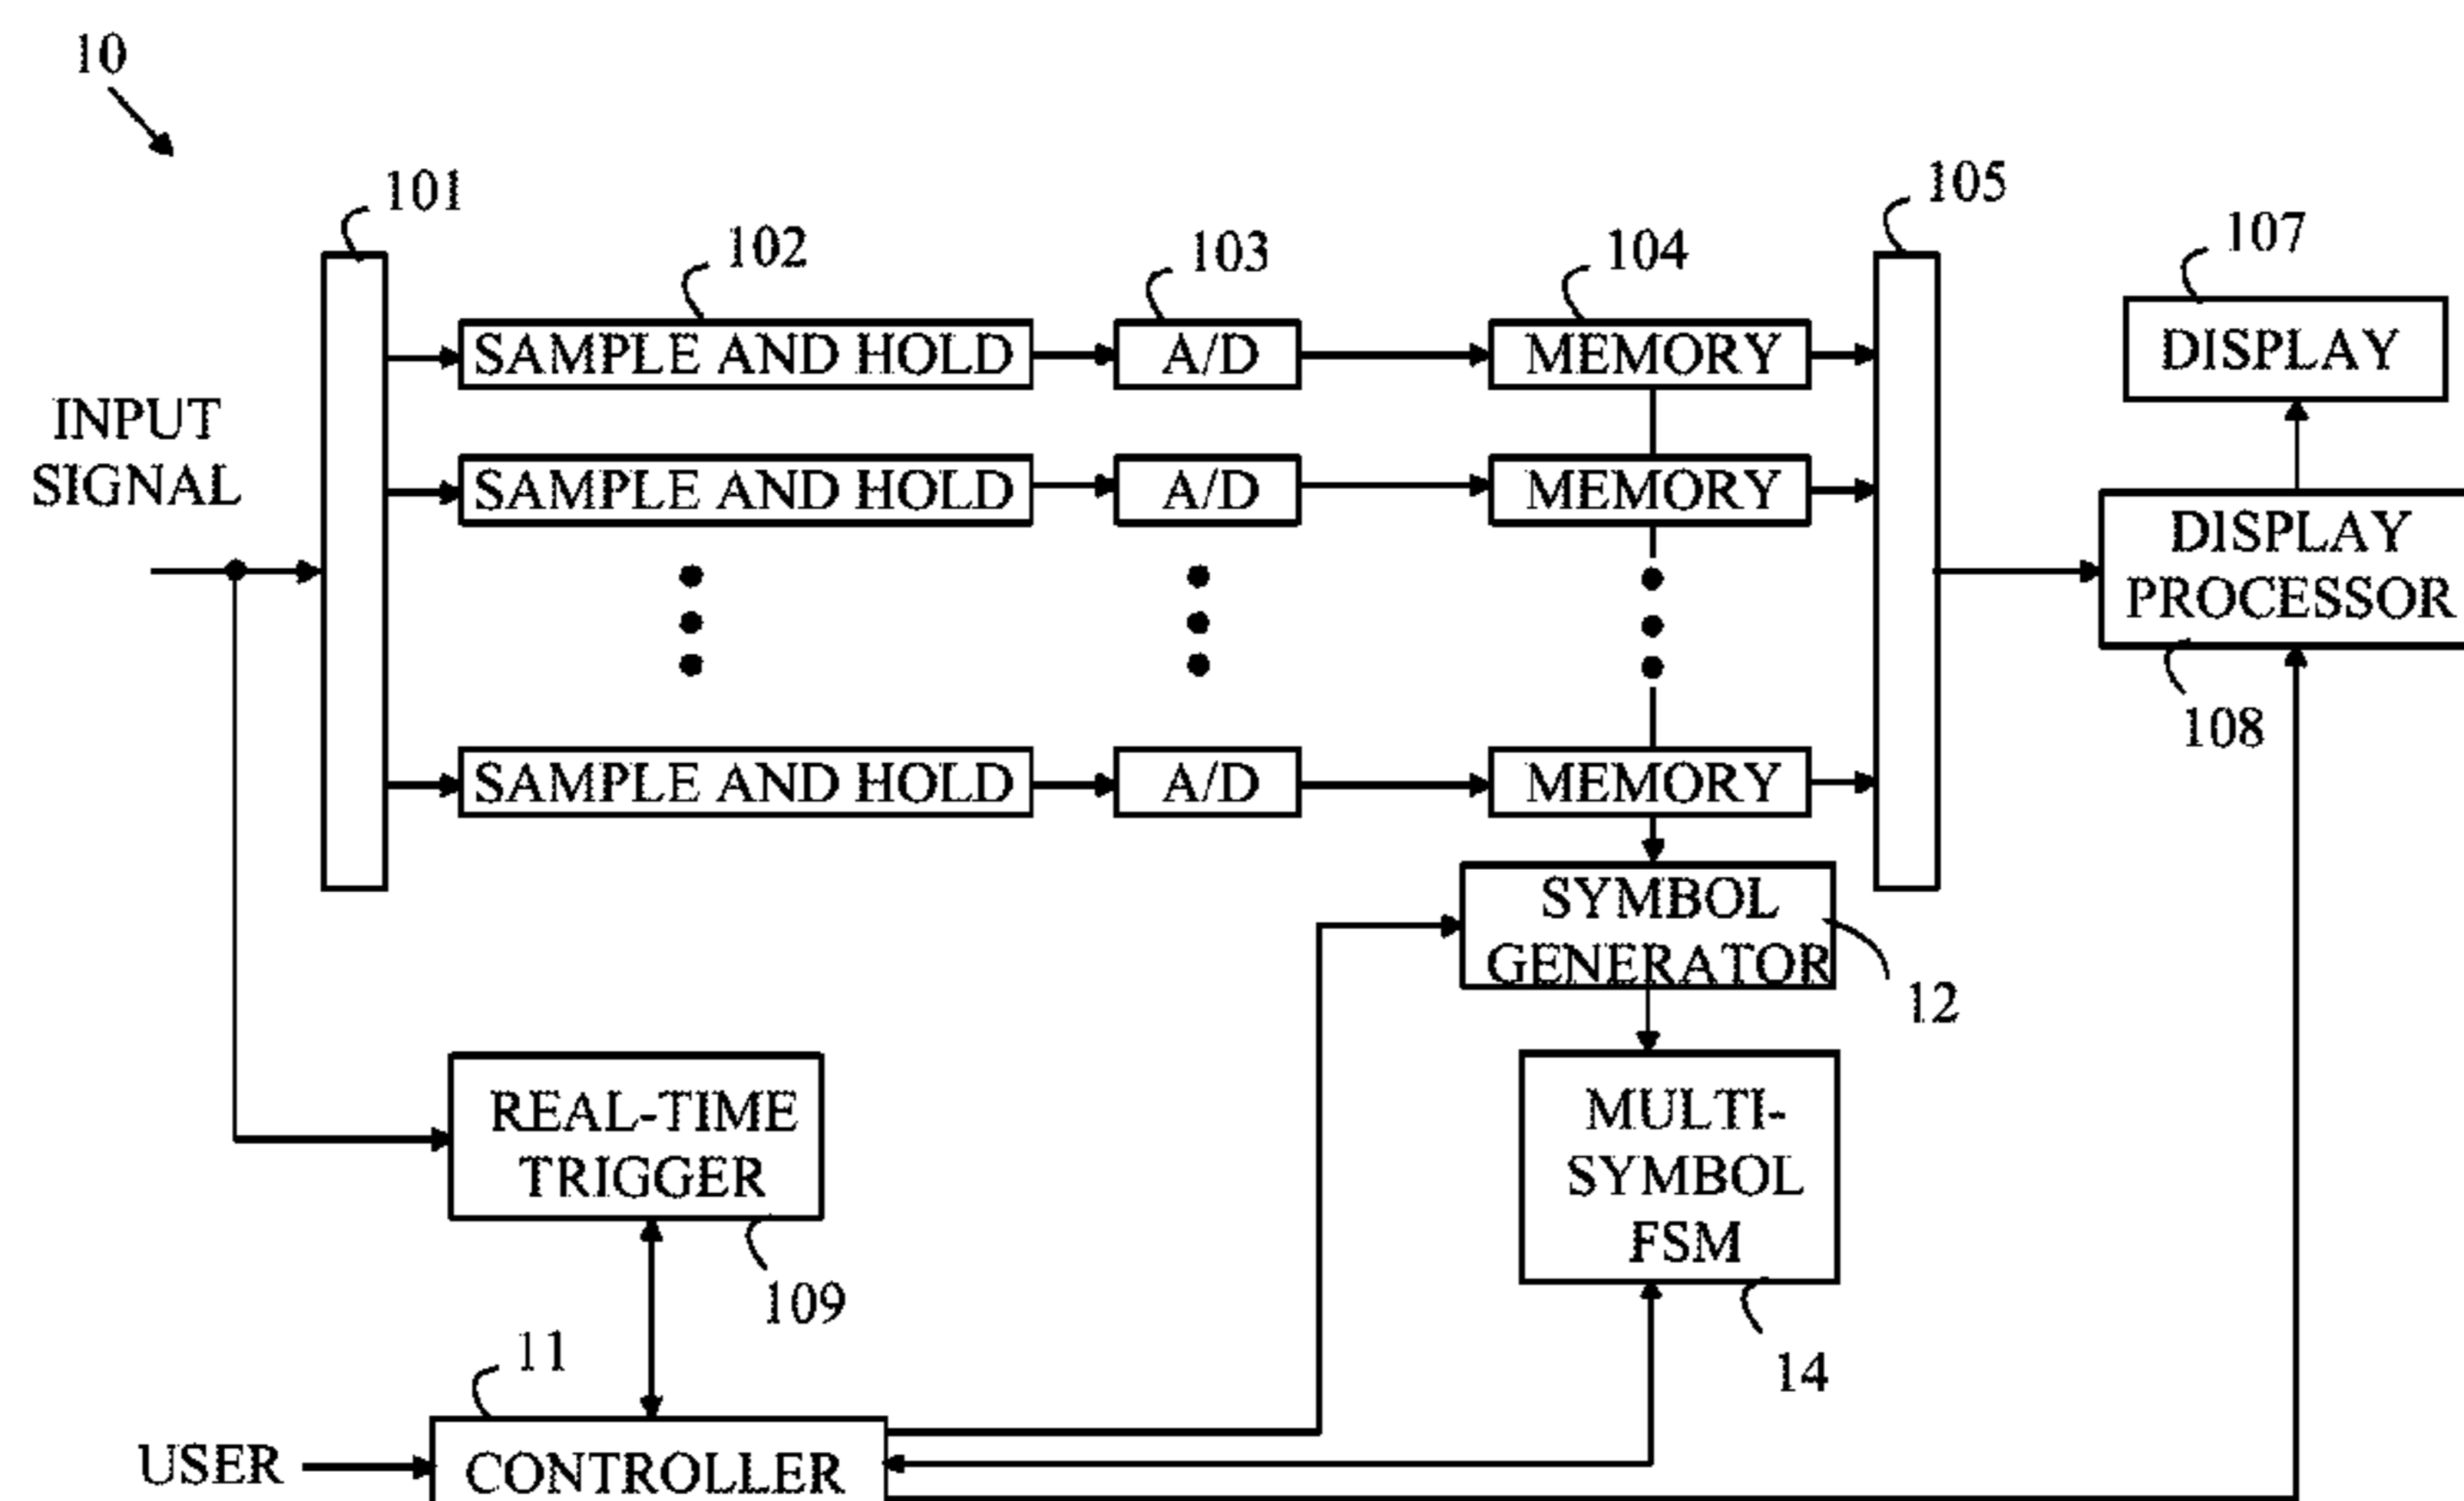 10
101
102
103
104
105
107
SAMPLE AND HOLD
A/D
MEMORY
DISPLAY
INPUT
SIGNAL
SAMPLE AND HOLD
A/D
MEMORY
DISPLAY
PROCESSOR
108
SAMPLE AND HOLD
A/D
MEMORY
SYMBOL
GENERATOR
12
REAL-TIME
TRIGGER
109
MULTI-
SYMBOL
FSM
14
11
USER
CONTROLLER